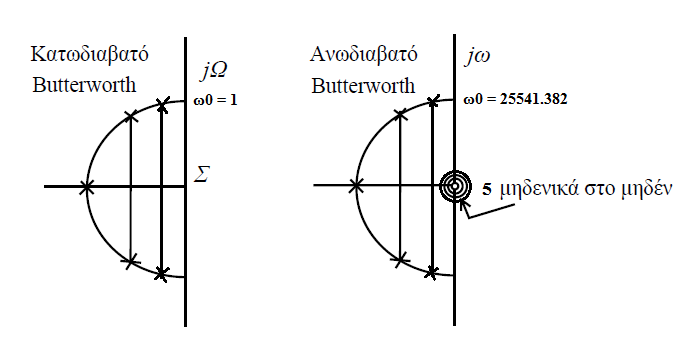 Κατωδιαβατό
Butterworth
jΩ
ω0 = 1
Σ
Ανωδιαβατό
Butterworth
jω
ω0 = 25541.382
5 μηδενικά στο μηδέν